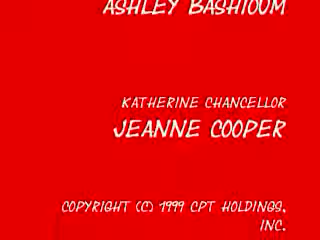 ASHLEY BASHIOUM
KATHERINE CHANCELLOR
JEANNE COOPER
COPYRIGHT (C) 1999 CPT HOLDINGS,
INC.